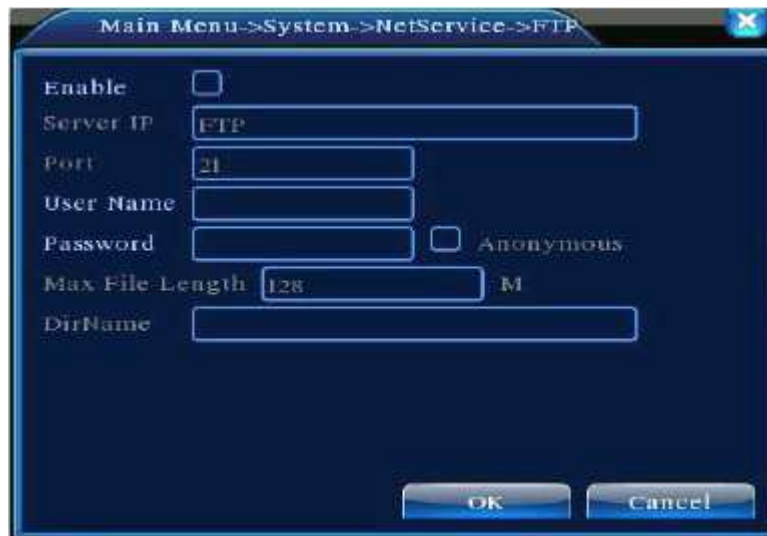 Main Menu->System->NetService->FTP
Enable
Server IP FTP
Port 21
User Name
Password Anonymous
Max File Length 128 M
DirName
OK Cancel